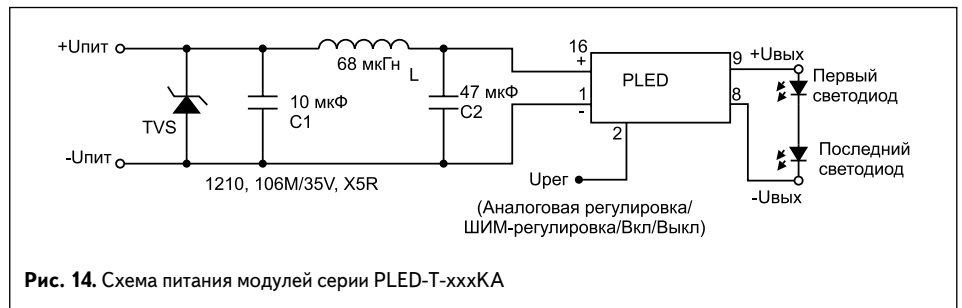 +Uпит
68 мкГн
L
16
+
PLED
9
+Uвых
Первый
светодиод
TVS
10 мкФ
C1
47 мкФ
C2
1
-
8
2
-Uпит
1210, 106M/35V, X5R
Uрег
Последний
светодиод
-Uвых
(Аналоговая регулировка/
ШИМ-регулировка/Вкл/Выкл)
Рис. 14. Схема питания модулей серии PLED-T-xxxKA